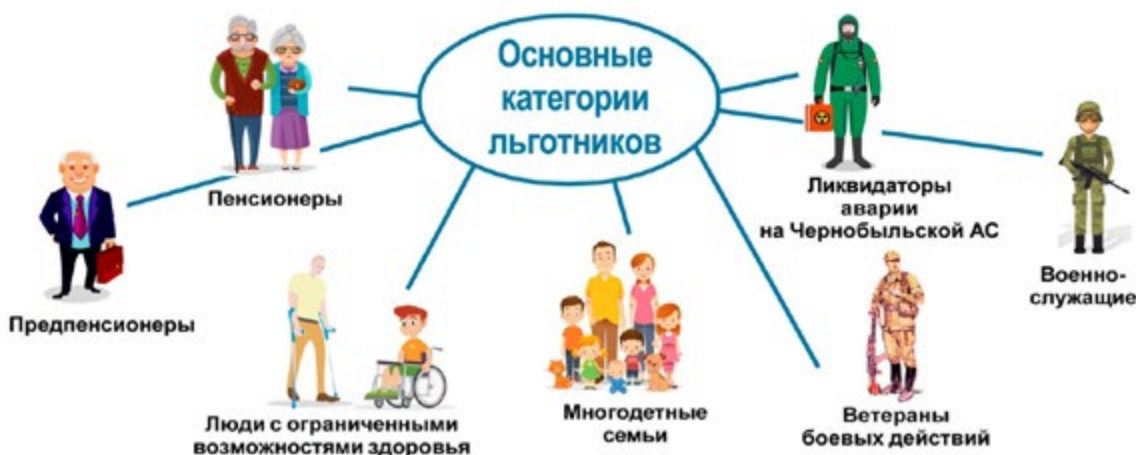 Основные
категории
льготников
Пенсионеры
Предпенсионеры
Люди с ограниченными
возможностями здоровья
Многодетные
семьи
Ветераны
боевых действий
Ликвидаторы
аварии
на Чернобыльской АС
Военно-
служащие